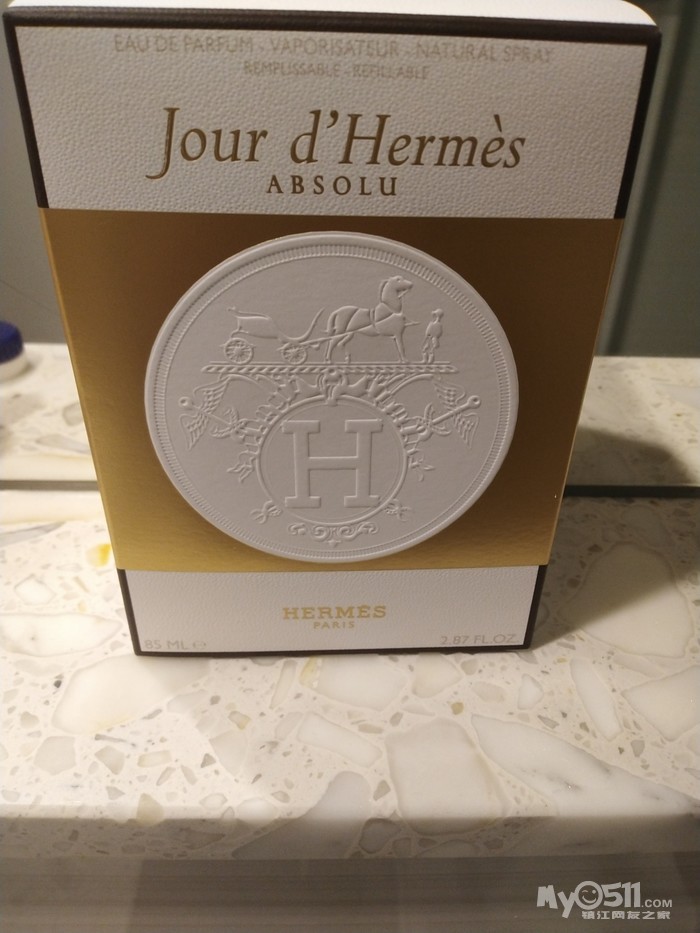 EAU DE PARFUM - VAPORISATEUR - NATURAL SPRAY
REMPLISSABLE - REFILLABLE
Jour d'Hermès
ABSOLU
H
HERMÈS
PARIS
85 ML ℮
2.87 FL.OZ.
My0511.COM
镇江网友之家